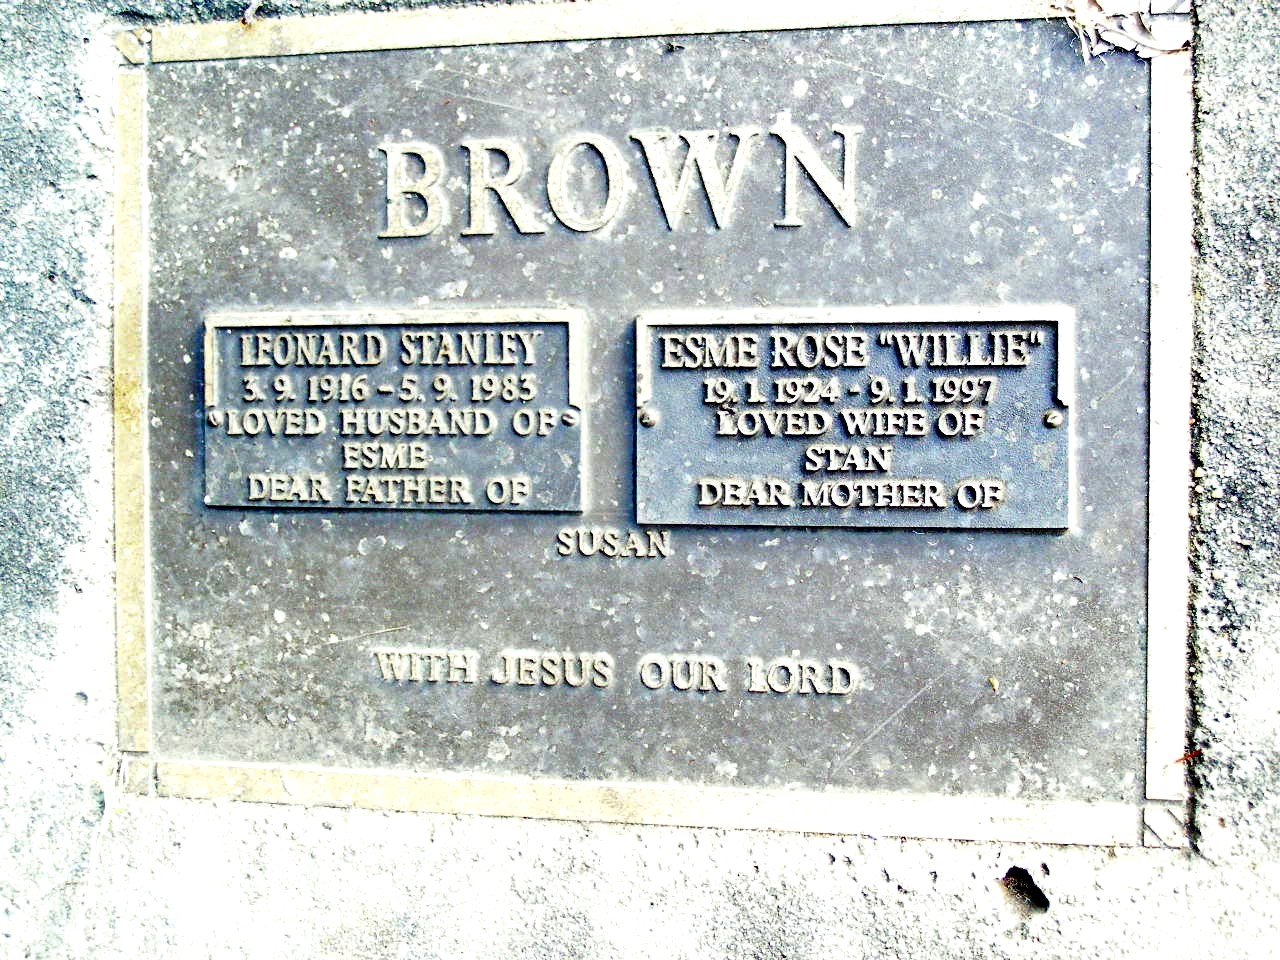 BROWN
LEONARD STANLEY
3. 9. 1916 - 5. 9. 1983
LOVED HUSBAND OF
ESME
DEAR FATHER OF
ESME ROSE "WILLIE"
19. 1. 1924 - 9. 1. 1997
LOVED WIFE OF
STAN
DEAR MOTHER OF
SUSAN
WITH JESUS OUR LORD